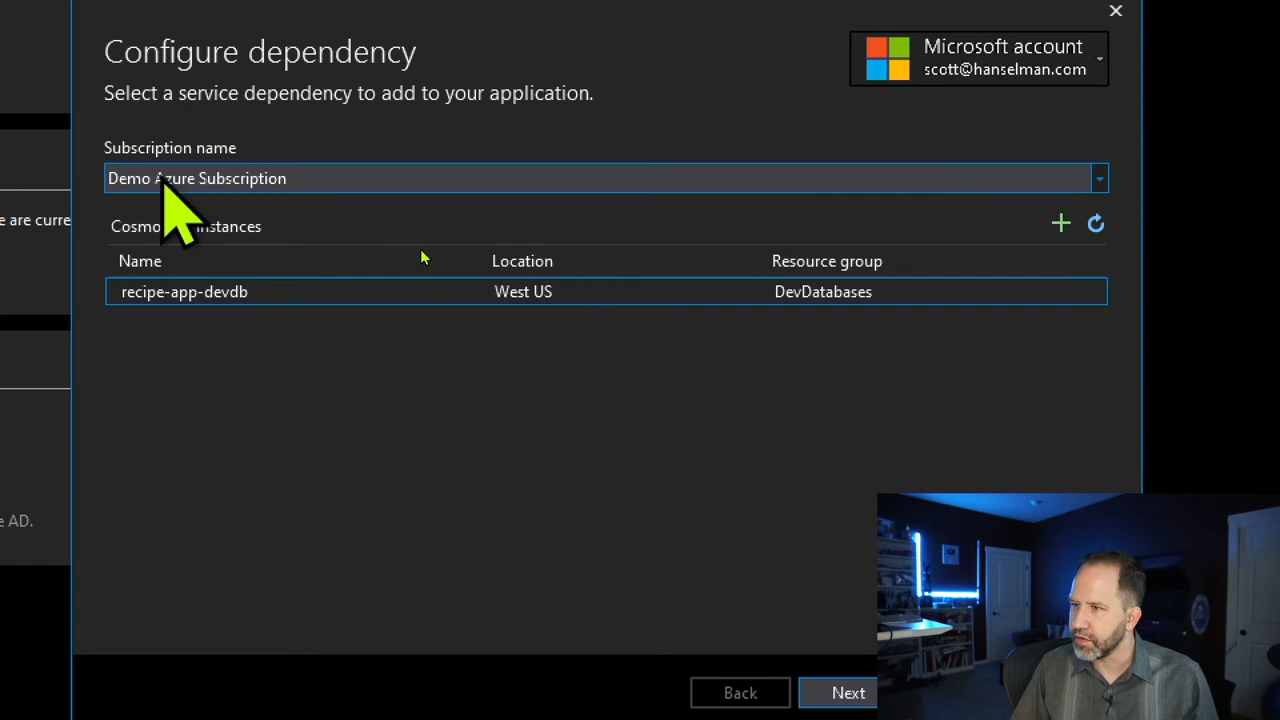 Configure dependency
Microsoft account
scott@hanselman.com
Select a service dependency to add to your application.
Subscription name
Demo Azure Subscription
e are curre
Cosmo instances
Name Location Resource group
recipe-app-devdb West US DevDatabases
e AD.
Back Next